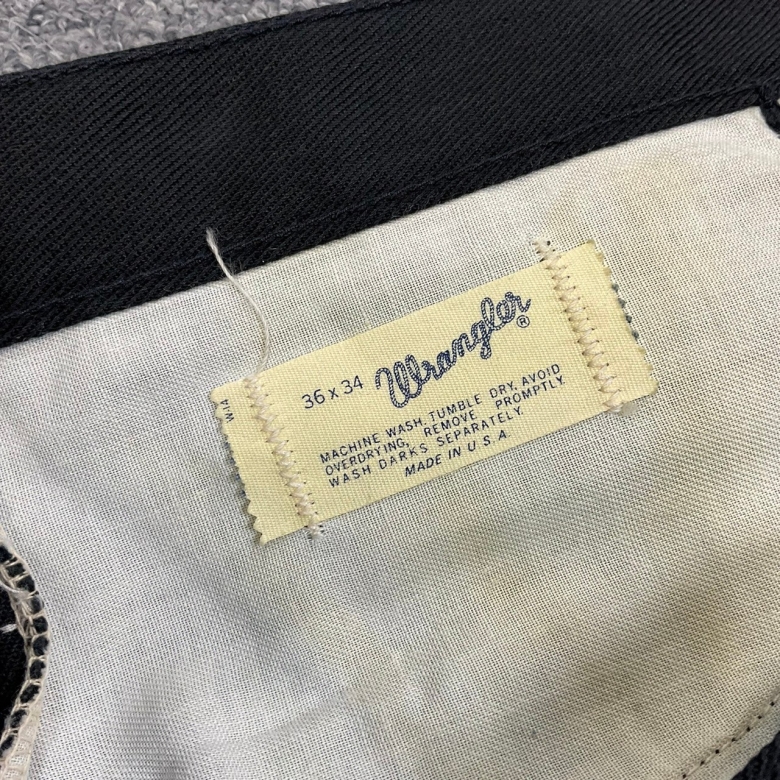 36 x 34 Wrangler®
MACHINE WASH, TUMBLE DRY, AVOID
OVERDRYING, REMOVE PROMPTLY.
WASH DARKS SEPARATELY.
MADE IN U.S.A.